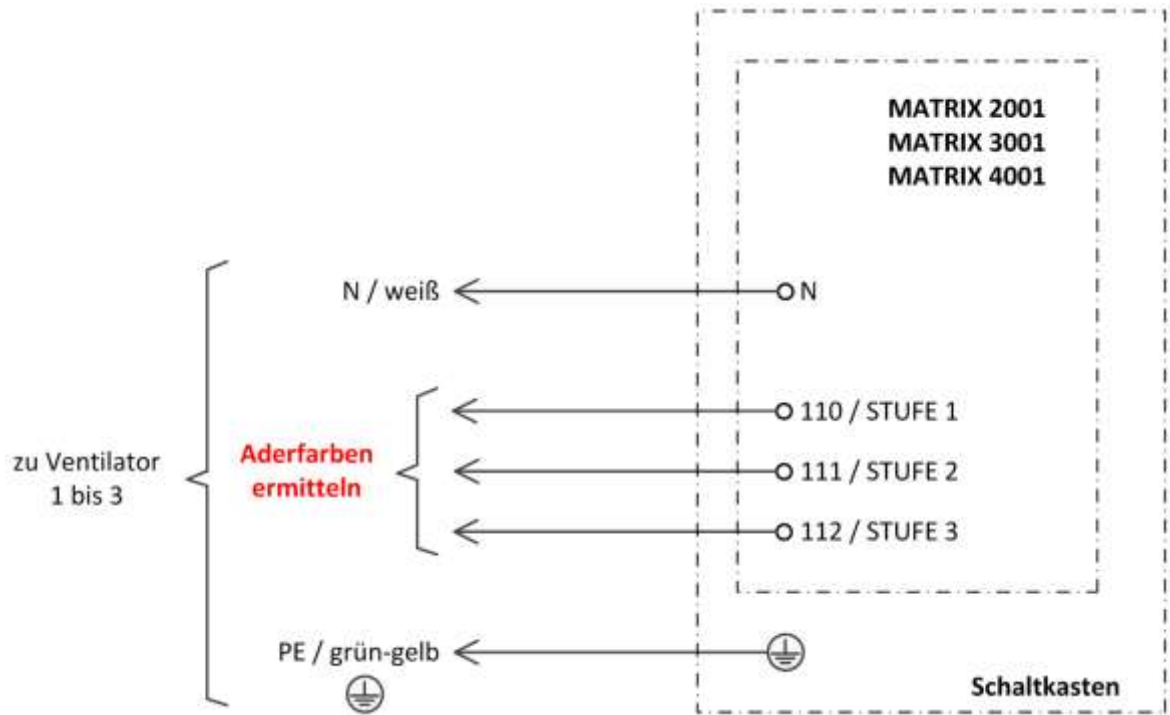 MATRIX 2001
MATRIX 3001
MATRIX 4001
N / weiß
N
110 / STUFE 1
zu Ventilator
1 bis 3
Aderfarben
ermitteln
111 / STUFE 2
112 / STUFE 3
PE / grün-gelb
Schaltkasten